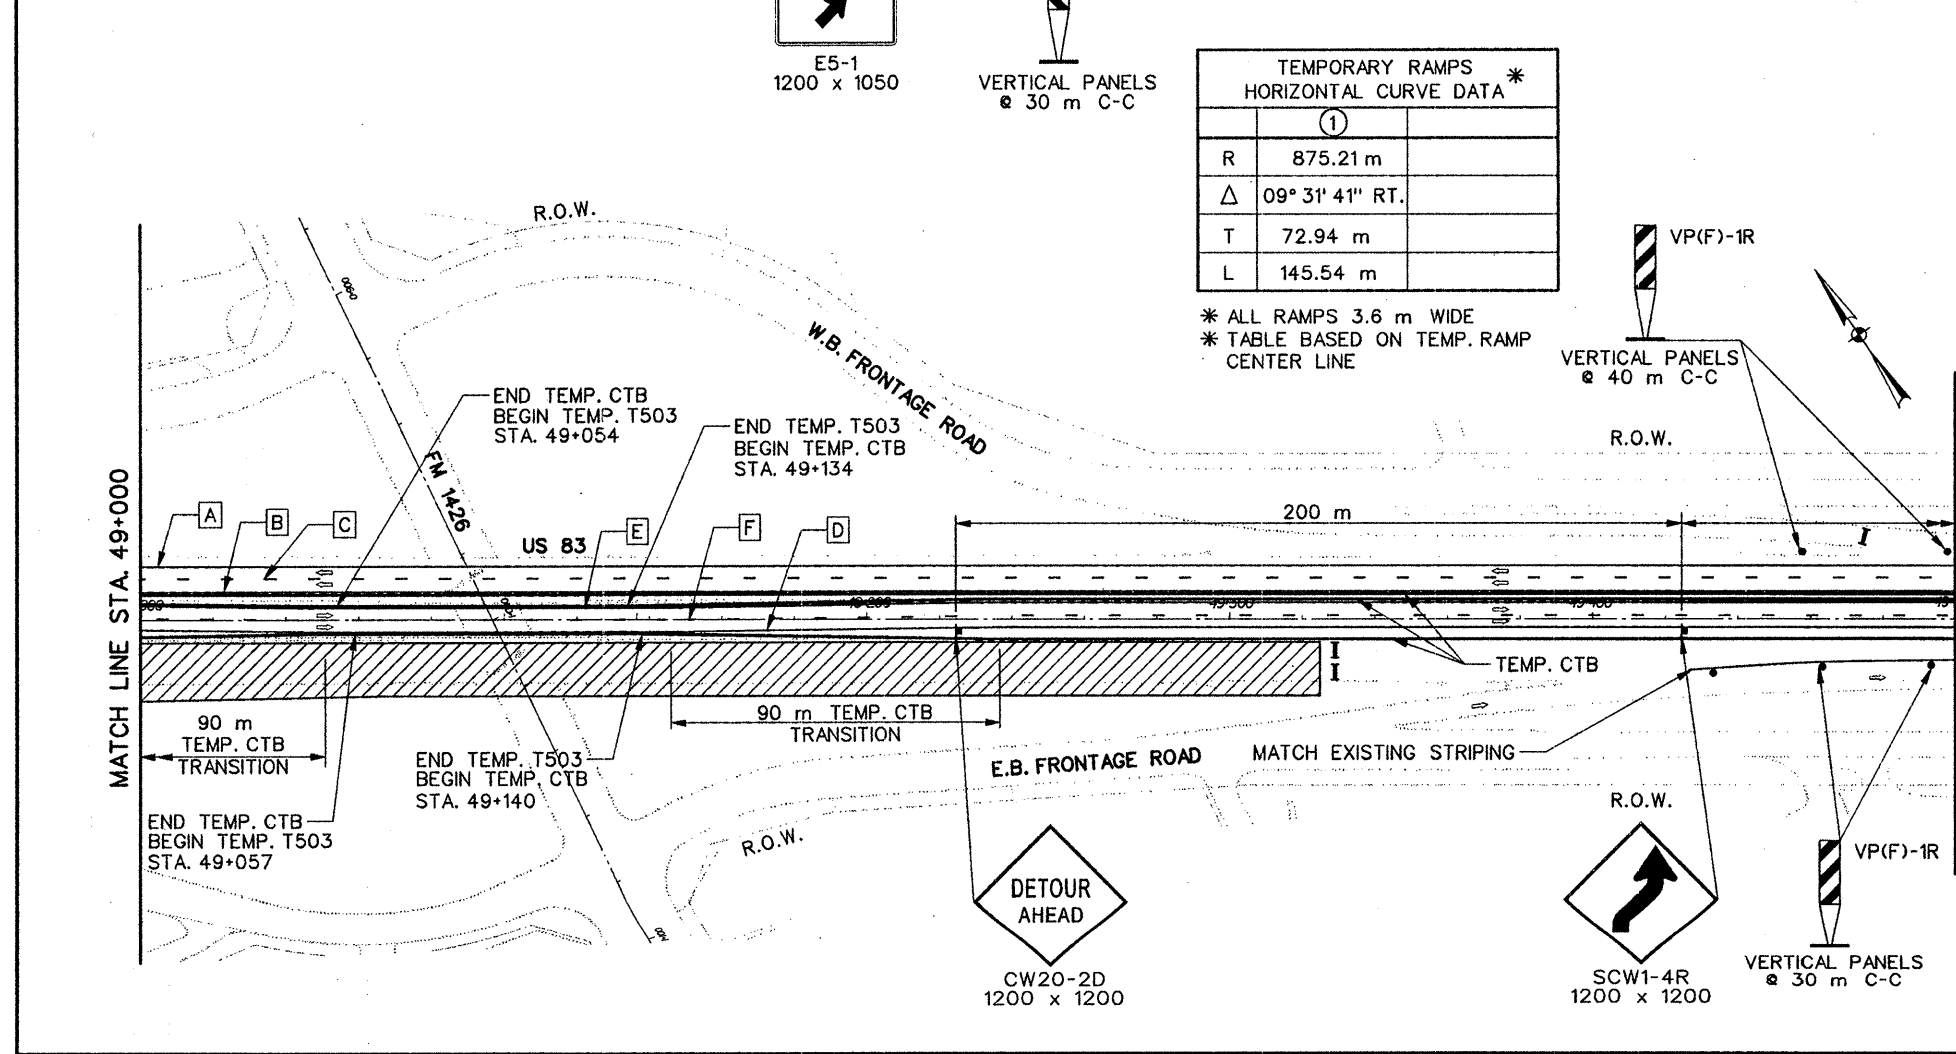 E5-1
1200 x 1050
VERTICAL PANELS
@ 30 m C-C
TEMPORARY RAMPS
HORIZONTAL CURVE DATA *
1
R 875.21 m
Δ 09° 31' 41" RT.
T 72.94 m
L 145.54 m
* ALL RAMPS 3.6 m WIDE
* TABLE BASED ON TEMP. RAMP
CENTER LINE
VP(F)-1R
VERTICAL PANELS
@ 40 m C-C
R.O.W.
W.B. FRONTAGE ROAD
R.O.W.
END TEMP. CTB
BEGIN TEMP. T503
STA. 49+054
END TEMP. T503
BEGIN TEMP. CTB
STA. 49+134
FM 1426
MATCH LINE STA. 49+000
A
B
C
US 83
E
F
D
200 m
I
49+300
49+400
I
I
TEMP. CTB
90 m
TEMP. CTB
TRANSITION
90 m TEMP. CTB
TRANSITION
END TEMP. T503
BEGIN TEMP. CTB
STA. 49+140
E.B. FRONTAGE ROAD
MATCH EXISTING STRIPING
R.O.W.
END TEMP. CTB
BEGIN TEMP. T503
STA. 49+057
R.O.W.
DETOUR
AHEAD
CW20-2D
1200 x 1200
SCW1-4R
1200 x 1200
VP(F)-1R
VERTICAL PANELS
@ 30 m C-C